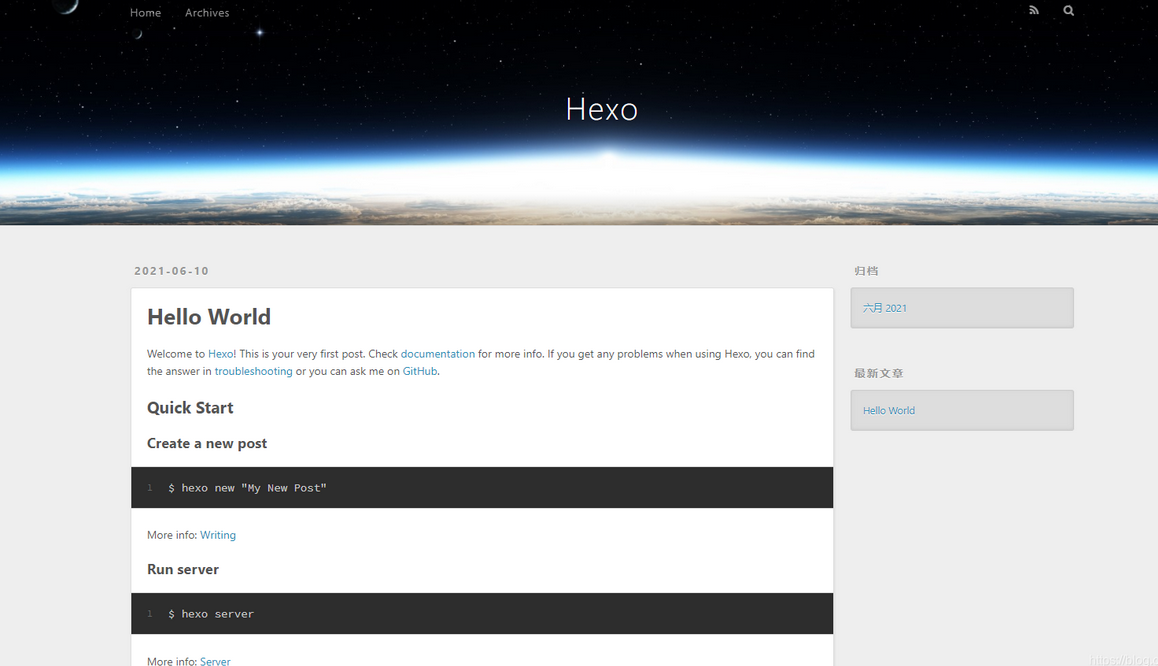 Home Archives
Hexo
2021-06-10
Hello World
Welcome to Hexo! This is your very first post. Check documentation for more info. If you get any problems when using Hexo, you can find
the answer in troubleshooting or you can ask me on GitHub.
Quick Start
Create a new post
1 $ hexo new "My New Post"
More info: Writing
Run server
1 $ hexo server
More info: Server
归档
六月 2021
最新文章
Hello World